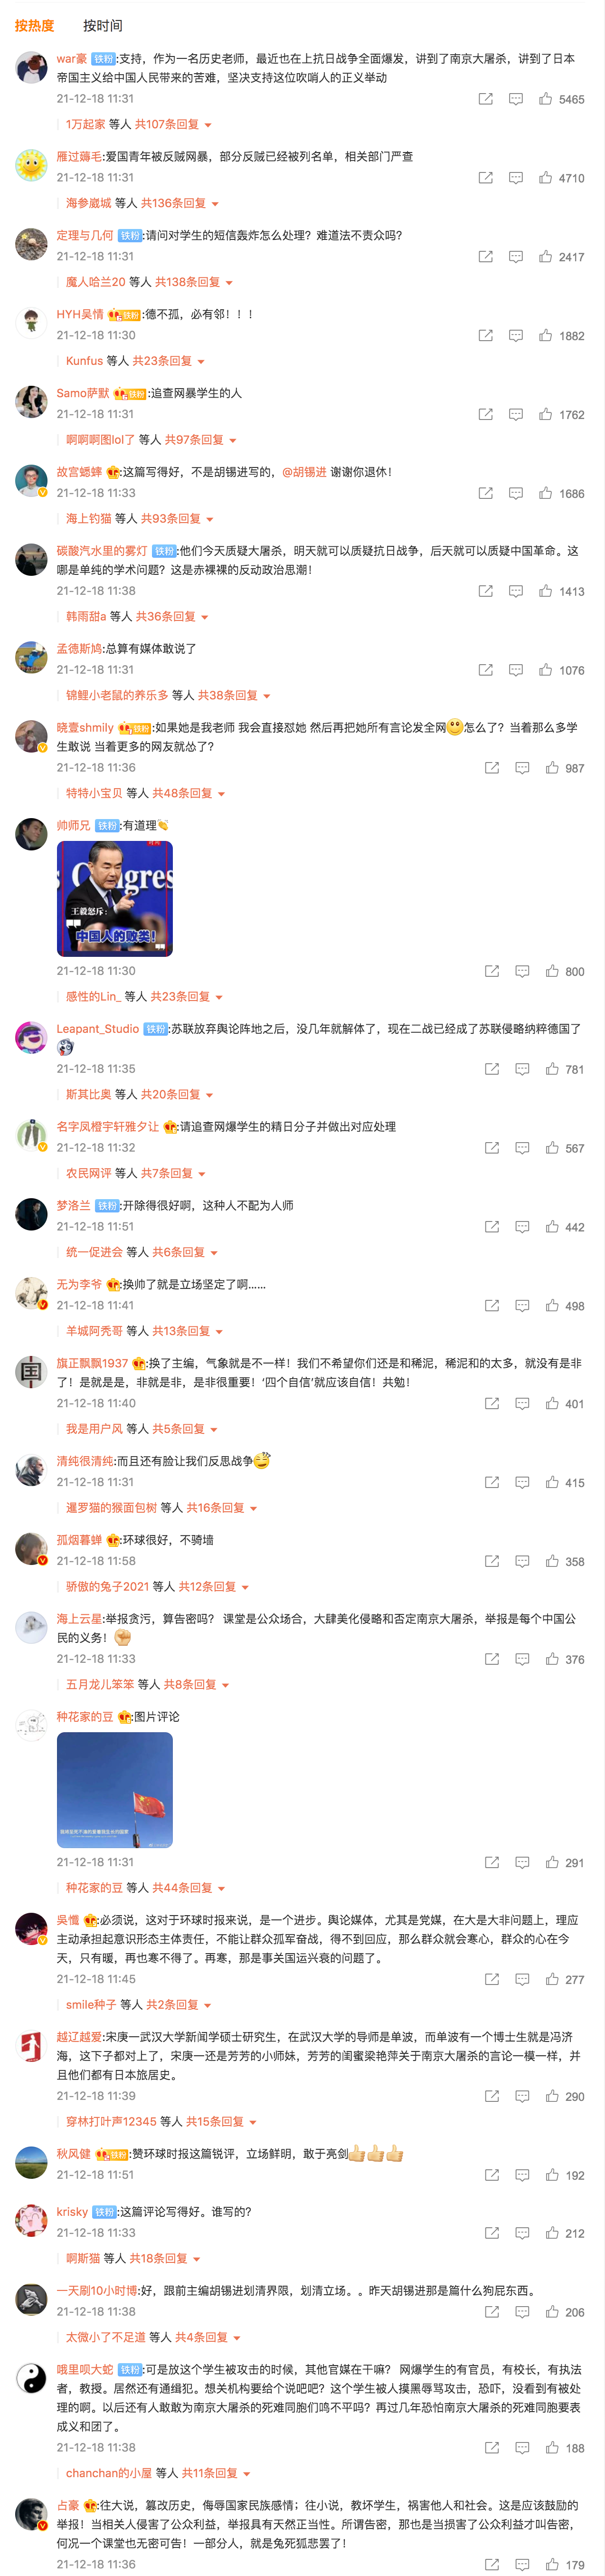 按热度 按时间
war豪 铁粉:支持，作为一名历史老师，最近也在上抗日战争全面爆发，讲到了南京大屠杀，讲到了日本
帝国主义给中国人民带来的苦难，坚决支持这位吹哨人的正义举动
21-12-18 11:31 5465
1万起家 等人 共107条回复
雁过薅毛:爱国青年被反贼网暴，部分反贼已经被列名单，相关部门严查
21-12-18 11:31 4710
海参崴城 等人 共136条回复
定理与几何 铁粉:请问对学生的短信轰炸怎么处理？难道法不责众吗？
21-12-18 11:31 2417
魔人哈兰20 等人 共138条回复
HYH吴情 铁粉:德不孤，必有邻！！！
21-12-18 11:30 1882
Kunfus 等人 共23条回复
Samo萨默 铁粉:追查网暴学生的人
21-12-18 11:31 1762
啊啊啊图lol了 等人 共97条回复
故宫蟋蟀:这篇写得好，不是胡锡进写的，@胡锡进 谢谢你退休！
21-12-18 11:33 1686
海上钓猫 等人 共93条回复
碳酸汽水里的雾灯 铁粉:他们今天质疑大屠杀，明天就可以质疑抗日战争，后天就可以质疑中国革命。这
哪是单纯的学术问题？这是赤裸裸的反动政治思潮！
21-12-18 11:38 1413
韩雨甜a 等人 共36条回复
孟德斯鸠:总算有媒体敢说了
21-12-18 11:31 1076
锦鲤小老鼠的养乐多 等人 共38条回复
晓壹shmily 铁粉:如果她是我老师 我会直接怼她 然后再把她所有言论发全网怎么了？当着那么多学
生敢说 当着更多的网友就怂了？
21-12-18 11:36 987
特特小宝贝 等人 共48条回复
帅师兄 铁粉:有道理
s Congres
王毅怒斥：
中国人的败类！
21-12-18 11:30 800
感性的Lin_ 等人 共23条回复
Leapant_Studio 铁粉:苏联放弃舆论阵地之后，没几年就解体了，现在二战已经成了苏联侵略纳粹德国了
21-12-18 11:35 781
斯其比奥 等人 共20条回复
名字凤橙宇轩雅夕让:请追查网爆学生的精日分子并做出对应处理
21-12-18 11:32 567
农民网评 等人 共7条回复
梦洛兰 铁粉:开除得很好啊，这种人不配为人师
21-12-18 11:51 442
统一促进会 等人 共6条回复
无为李爷:换帅了就是立场坚定了啊......
21-12-18 11:41 498
羊城阿秃哥 等人 共13条回复
国
旗正飘飘1937:换了主编，气象就是不一样！我们不希望你们还是和稀泥，稀泥和的太多，就没有是非
了！是就是是，非就是非，是非很重要！‘四个自信’就应该自信！共勉！
21-12-18 11:40 401
我是用户风 等人 共5条回复
清纯很清纯:而且还有脸让我们反思战争
21-12-18 11:31 415
暹罗猫的猴面包树 等人 共16条回复
孤烟暮蝉:环球很好，不骑墙
21-12-18 11:58 358
骄傲的兔子2021 等人 共12条回复
海上云星:举报贪污，算告密吗？ 课堂是公众场合，大肆美化侵略和否定南京大屠杀，举报是每个中国公
民的义务！
21-12-18 11:33 376
五月龙儿笨笨 等人 共8条回复
种花家的豆:图片评论
21-12-18 11:31 291
种花家的豆 等人 共44条回复
吳懺:必须说，这对于环球时报来说，是一个进步。舆论媒体，尤其是党媒，在大是大非问题上，理应
主动承担起意识形态主体责任，不能让群众孤军奋战，得不到回应，那么群众就会寒心，群众的心在今
天，只有暖，再也寒不得了。再寒，那是事关国运兴衰的问题了。
21-12-18 11:45 277
smile种子 等人 共2条回复
越辽越爱:宋庚一武汉大学新闻学硕士研究生，在武汉大学的导师是单波，而单波有一个博士生就是冯济
海，这下子都对上了，宋庚一还是芳芳的小师妹，芳芳的闺蜜梁艳萍关于南京大屠杀的言论一模一样，并
且他们都有日本旅居史。
21-12-18 11:39 290
穿林打叶声12345 等人 共15条回复
秋风健 铁粉:赞环球时报这篇锐评，立场鲜明，敢于亮剑
21-12-18 11:51 192
krisky 铁粉:这篇评论写得好。谁写的？
21-12-18 11:33 212
啊斯猫 等人 共18条回复
一天刷10小时博:好，跟前主编胡锡进划清界限，划清立场。。昨天胡锡进那是篇什么狗屁东西。
21-12-18 11:38 206
太微小了不足道 等人 共4条回复
哦里呗大蛇 铁粉:可是放这个学生被攻击的时候，其他官媒在干嘛？ 网爆学生的有官员，有校长，有执法
者，教授。居然还有通缉犯。想关机构要给个说吧吧？这个学生被人摸黑辱骂攻击，恐吓，没看到有被处
理的啊。以后还有人敢敢为南京大屠杀的死难同胞们鸣不平吗？再过几年恐怕南京大屠杀的死难同胞要表
成义和团了。
21-12-18 11:38 188
chanchan的小屋 等人 共11条回复
占豪:往大说，篡改历史，侮辱国家民族感情；往小说，教坏学生，祸害他人和社会。这是应该鼓励的
举报！当相关人侵害了公众利益，举报具有天然正当性。所谓告密，那也是当损害了公众利益才叫告密，
何况一个课堂也无密可告！一部分人，就是兔死狐悲罢了！
21-12-18 11:36 179